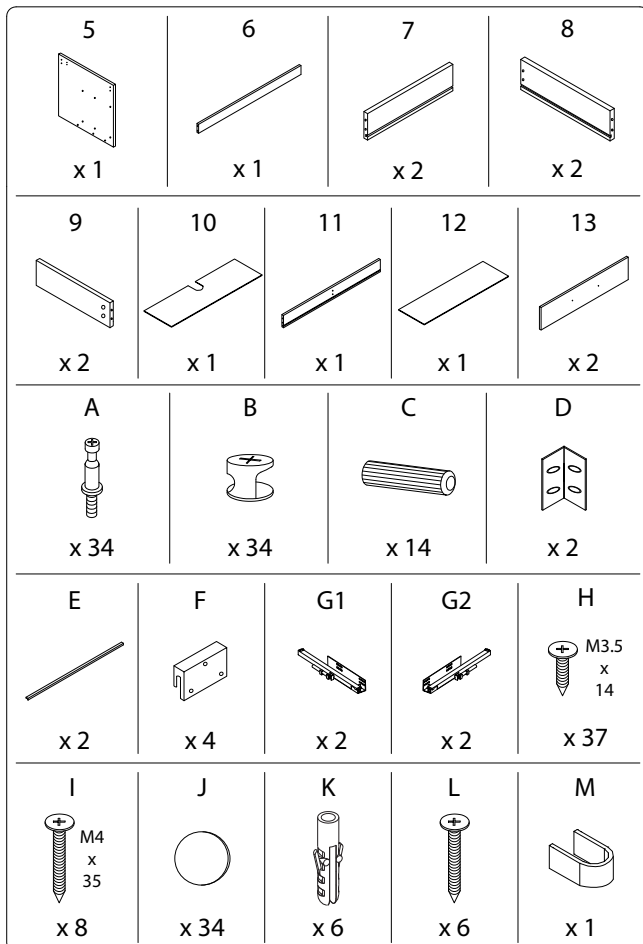 5 6 7 8
x 1 x 1 x 2 x 2
9 10 11 12 13
x 2 x 1 x 1 x 1 x 2
A B C D
x 34 x 34 x 14 x 2
E F G1 G2 H
M3.5
x
14
x 2 x 4 x 2 x 2 x 37
I J K L M
M4
x
35
x 8 x 34 x 6 x 6 x 1